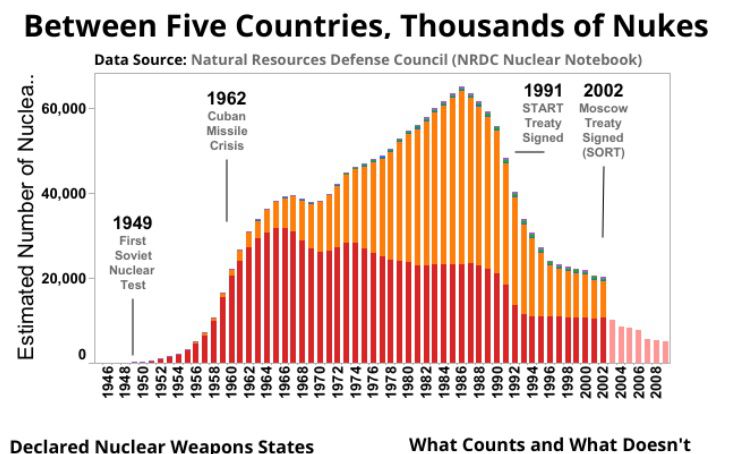 Between Five Countries, Thousands of Nukes
Data Source: Natural Resources Defense Council (NRDC Nuclear Notebook)
Estimated Number of Nuclea..
60,000
40,000
20,000
0
1949
First
Soviet
Nuclear
Test
1962
Cuban
Missile
Crisis
1991
START
Treaty
Signed
2002
Moscow
Treaty
Signed
(SORT)
1946
1948
1950
1952
1954
1956
1958
1960
1962
1964
1966
1968
1970
1972
1974
1976
1978
1980
1982
1984
1986
1988
1990
1992
1994
1996
1998
2000
2002
2004
2006
2008
Declared Nuclear Weapons States
What Counts and What Doesn't